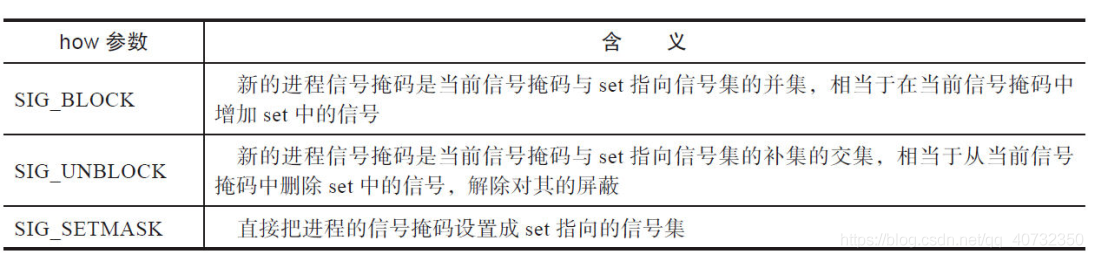 how 参数 含 义
SIG_BLOCK 新的进程信号掩码是当前信号掩码与 set 指向信号集的并集，相当于在当前信号掩码中
增加 set 中的信号
SIG_UNBLOCK 新的进程信号掩码是当前信号掩码与 set 指向信号集的补集的交集，相当于从当前信号
掩码中删除 set 中的信号，解除对其的屏蔽
SIG_SETMASK 直接把进程的信号掩码设置成 set 指向的信号集
https://blog.csdn.net/qq_40732350